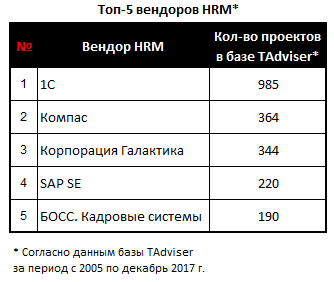 Топ-5 вендоров HRM*
№ Вендор HRM Кол-во проектов
в базе TAdviser*
1 1С 985
2 Компас 364
3 Корпорация Галактика 344
4 SAP SE 220
5 БОСС. Кадровые системы 190
* Согласно данным базы TAdviser
за период с 2005 по декабрь 2017 г.